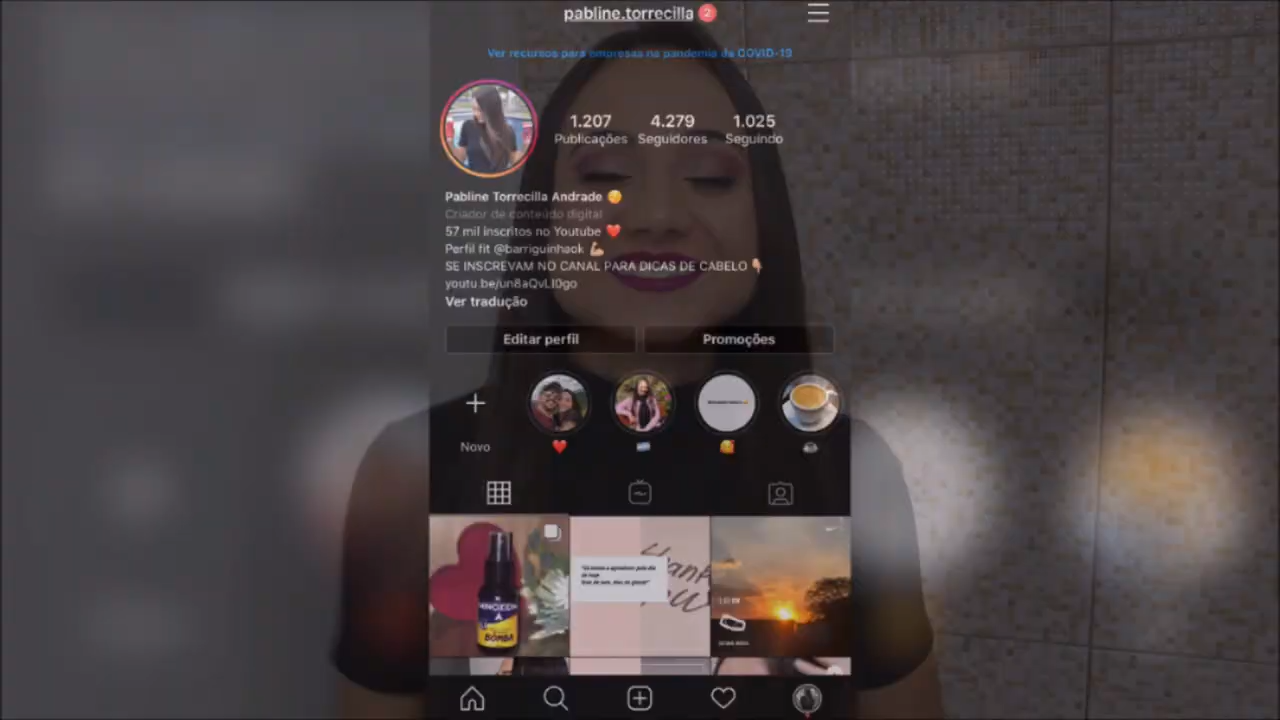 pabline.torrecilla 2
Ver recursos para empresas na pandemia da COVID-19
1.207 4.279 1.025
Publicações Seguidores Seguindo
Pabline Torrecilla Andrade
Criador de conteúdo digital
57 mil inscritos no Youtube
Perfil fit @barriguinhaok
SE INSCREVAM NO CANAL PARA DICAS DE CABELO
youtu.be/un8aQvLI0go
Ver tradução
Editar perfil Promoções
Novo
BOMBA